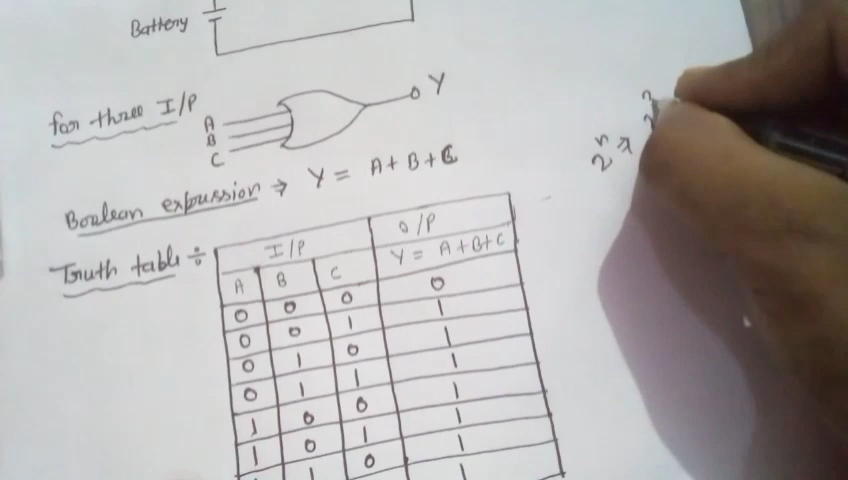 Battery
for three I/P
A
B
C
Y
Boolean expression → Y = A + B + C
Truth table ÷
I/P O/P
A B C Y = A+B+C
0 0 0 0
0 0 1 1
0 1 0 1
0 1 1 1
1 0 0 1
1 0 1 1
1 1 0 1
2ⁿ ⇒